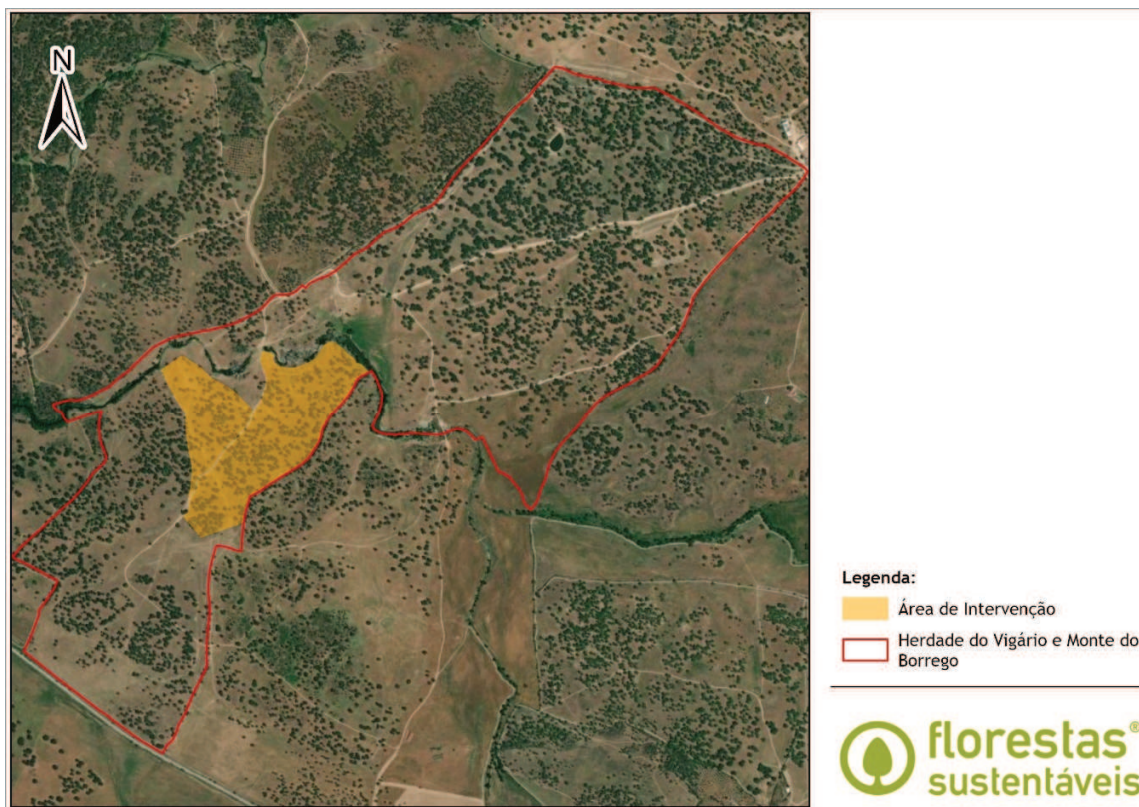 N
Legenda:
Área de Intervenção
Herdade do Vigário e Monte do
Borrego
florestas®
sustentáveis